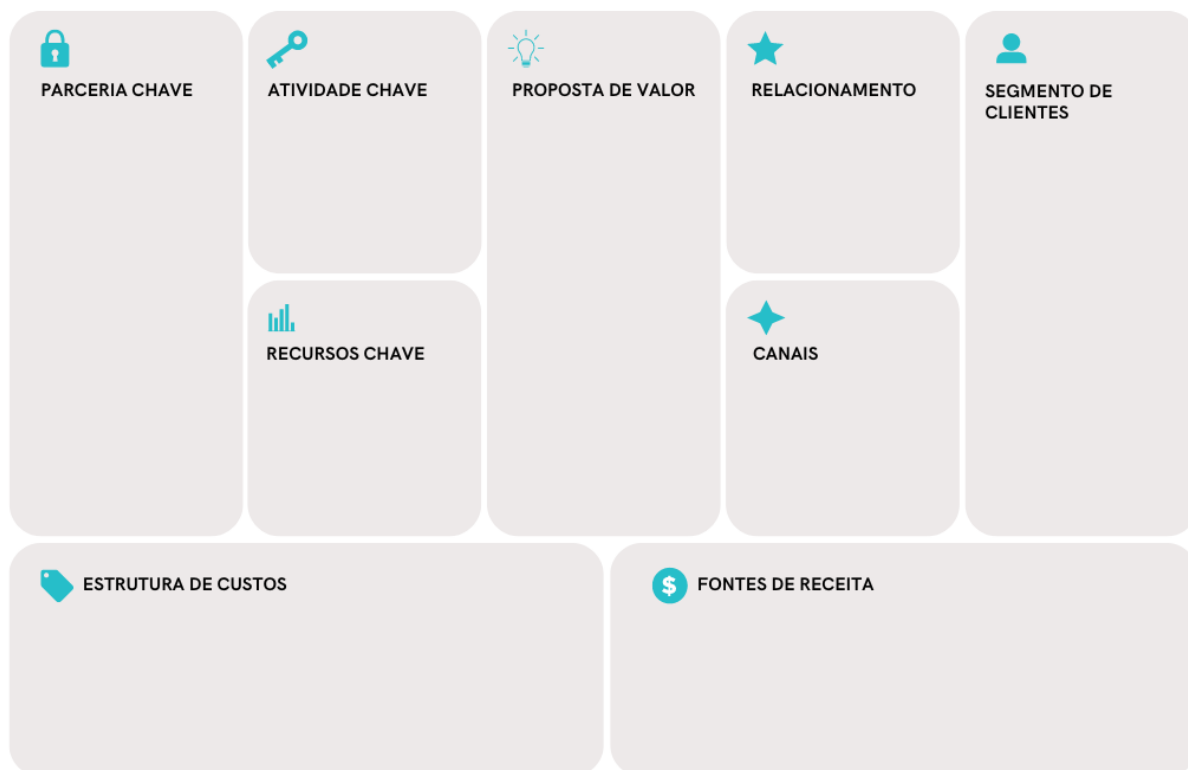 PARCERIA CHAVE
ATIVIDADE CHAVE
PROPOSTA DE VALOR
RELACIONAMENTO
SEGMENTO DE
CLIENTES
RECURSOS CHAVE
CANAIS
ESTRUTURA DE CUSTOS
$ FONTES DE RECEITA